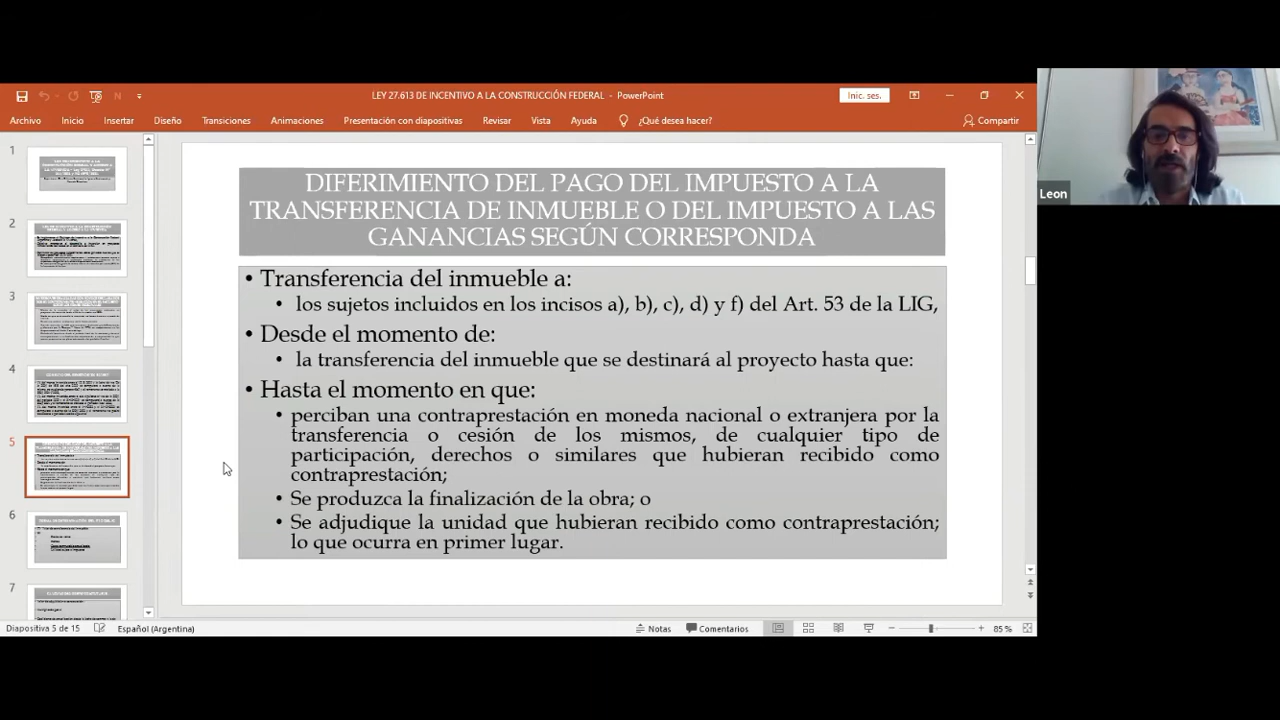 LEY 27.613 DE INCENTIVO A LA CONSTRUCCIÓN FEDERAL - PowerPoint
Inic. ses.
Archivo Inicio Insertar Diseño Transiciones Animaciones Presentación con diapositivas Revisar Vista Ayuda ¿Qué desea hacer? Compartir
Leon
1
2
3
4
5
6
7
DIFERIMIENTO DEL PAGO DEL IMPUESTO A LA
TRANSFERENCIA DE INMUEBLE O DEL IMPUESTO A LAS
GANANCIAS SEGÚN CORRESPONDA
• Transferencia del inmueble a:
• los sujetos incluidos en los incisos a), b), c), d) y f) del Art. 53 de la LIG,
• Desde el momento de:
• la transferencia del inmueble que se destinará al proyecto hasta que:
• Hasta el momento en que:
• perciban una contraprestación en moneda nacional o extranjera por la
transferencia o cesión de los mismos, de cualquier tipo de
participación, derechos o similares que hubieran recibido como
contraprestación;
• Se produzca la finalización de la obra; o
• Se adjudique la unidad que hubieran recibido como contraprestación;
lo que ocurra en primer lugar.
Diapositiva 5 de 15 Español (Argentina) Notas Comentarios 85 %